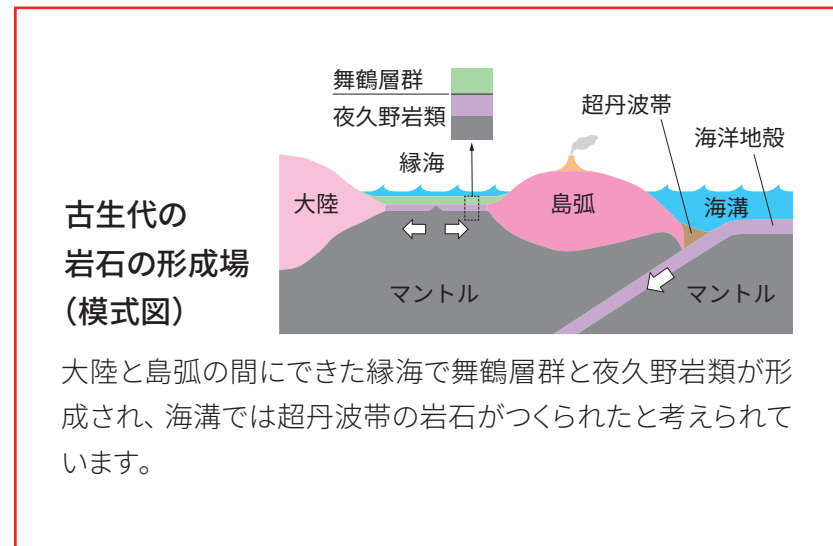 舞鶴層群
夜久野岩類
超丹波帯
海洋地殻
縁海
大陸
島弧
海溝
マントル
マントル
古生代の
岩石の形成場
（模式図）
大陸と島弧の間にできた縁海で舞鶴層群と夜久野岩類が形
成され、海溝では超丹波帯の岩石がつくられたと考えられて
います。